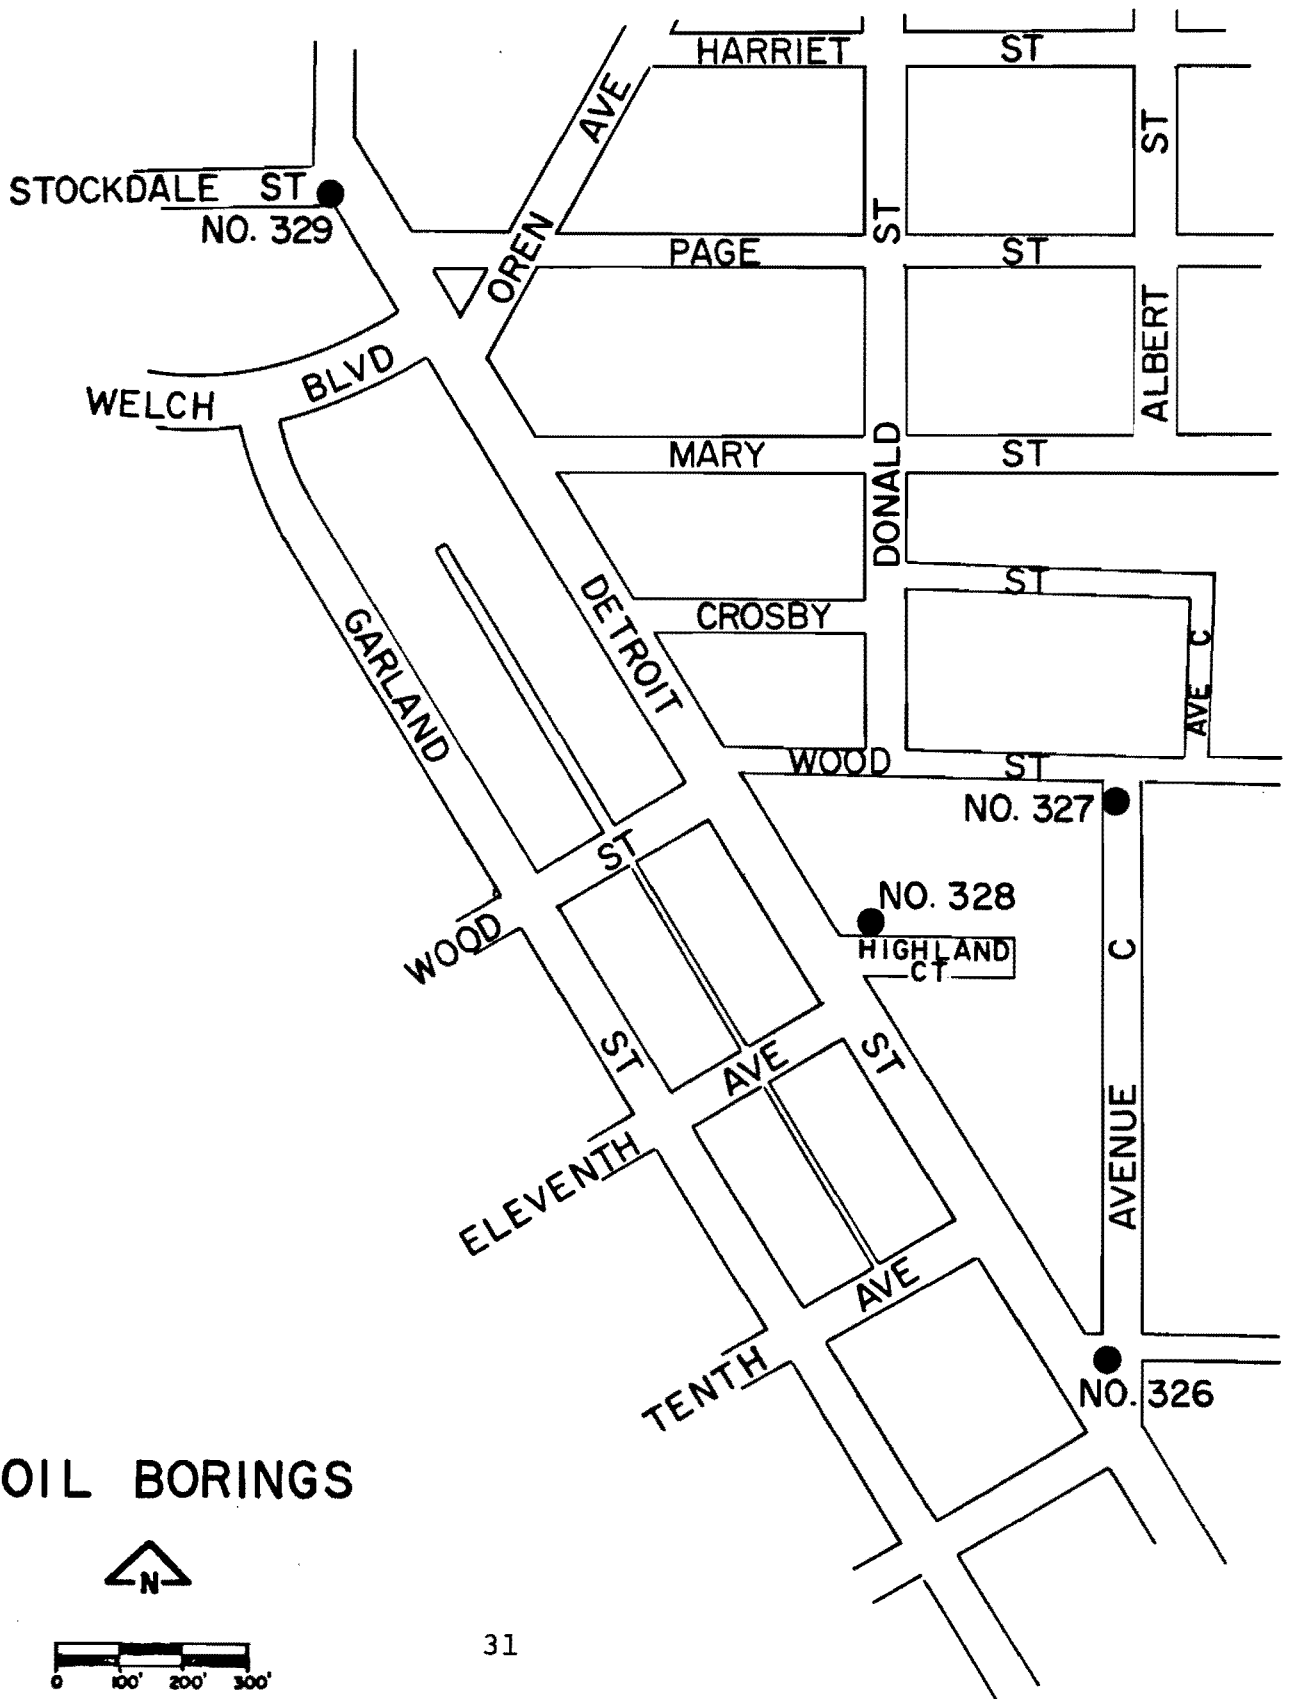 HARRIET ST
AVE
ST
STOCKDALE ST
NO. 329
ST
OREN
PAGE ST
BLVD
ALBERT
WELCH
MARY ST
DONALD
ST
DETROIT
CROSBY
GARLAND
C
AVE
WOOD ST
NO. 327
ST
NO. 328
WOOD
HIGHLAND
CT
C
ST
AVE
ST
AVENUE
ELEVENTH
AVE
TENTH
NO. 326
OIL BORINGS
N
0 100' 200' 300'
31